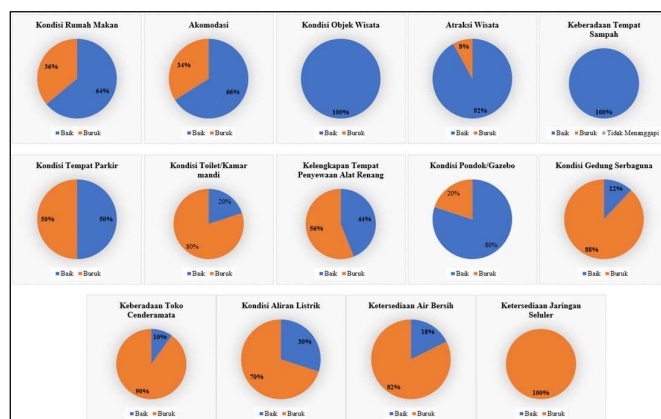 Kondisi Rumah Makan
36%
64%
Baik Buruk
Akomodasi
34%
66%
Baik Buruk
Kondisi Objek Wisata
100%
Baik Buruk
Atraksi Wisata
8%
92%
Baik Buruk
Keberadaan Tempat
Sampah
100%
Baik Buruk Tidak Menanggapi
Kondisi Tempat Parkir
50%
50%
Baik Buruk
Kondisi Toilet/Kamar
mandi
20%
80%
Baik Buruk
Kelengkapan Tempat
Penyewaan Alat Renang
44%
56%
Baik Buruk
Kondisi Pondok/Gazebo
20%
80%
Baik Buruk
Kondisi Gedung Serbaguna
12%
88%
Baik Buruk
Keberadaan Toko
Cenderamata
10%
90%
Baik Buruk
Kondisi Aliran Listrik
30%
70%
Baik Buruk
Ketersediaan Air Bersih
18%
82%
Baik Buruk
Ketersediaan Jaringan
Seluler
100%
Baik Buruk